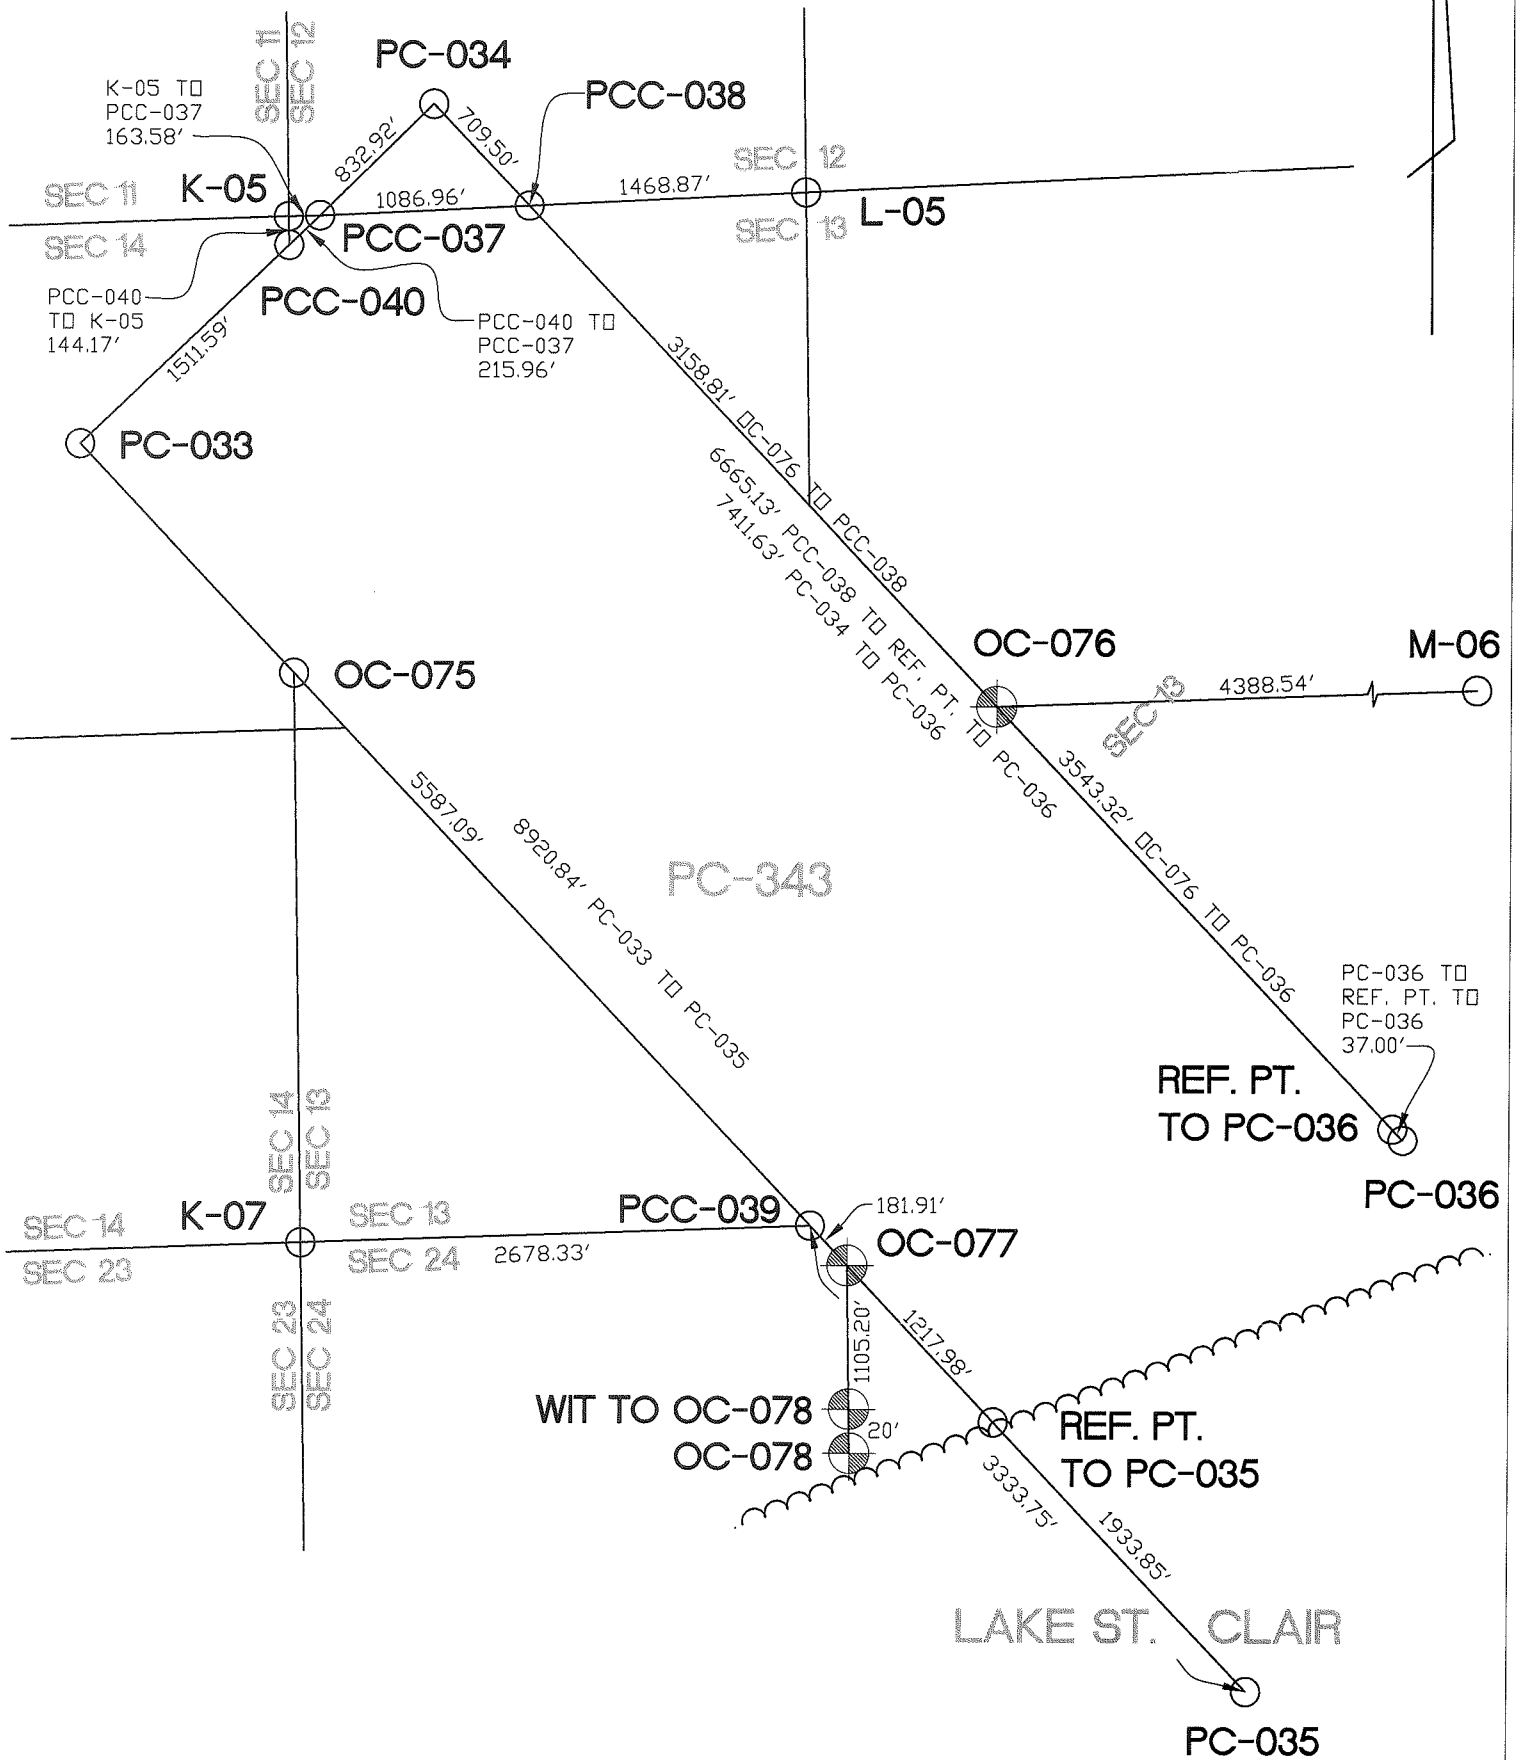 SEC 11
SEC 12
PC-034
K-05 TO
PCC-037
163.58'
PCC-038
832.92'
709.50'
SEC 11
K-05
1086.96'
1468.87'
SEC 12
SEC 14
PCC-037
SEC 13
L-05
PCC-040
TO K-05
144.17'
PCC-040
PCC-040 TO
PCC-037
215.96'
1511.59'
PC-033
3158.81' OC-076 TO PCC-038
6665.13' PCC-038 TO REF. PT. TO PC-036
7411.63' PC-034 TO PC-036
OC-076
M-06
OC-075
SEC 13
4388.54'
5587.09'
8920.84' PC-033 TO PC-035
PC-343
3543.32' OC-076 TO PC-036
PC-036 TO
REF. PT. TO
PC-036
37.00'
REF. PT.
TO PC-036
PC-036
SEC 14
SEC 13
SEC 14
K-07
SEC 13
PCC-039
181.91'
OC-077
SEC 23
SEC 24
2678.33'
SEC 23
SEC 24
1105.20'
1217.98'
WIT TO OC-078
20'
OC-078
REF. PT.
TO PC-035
3333.75'
1933.85'
LAKE ST. CLAIR
PC-035